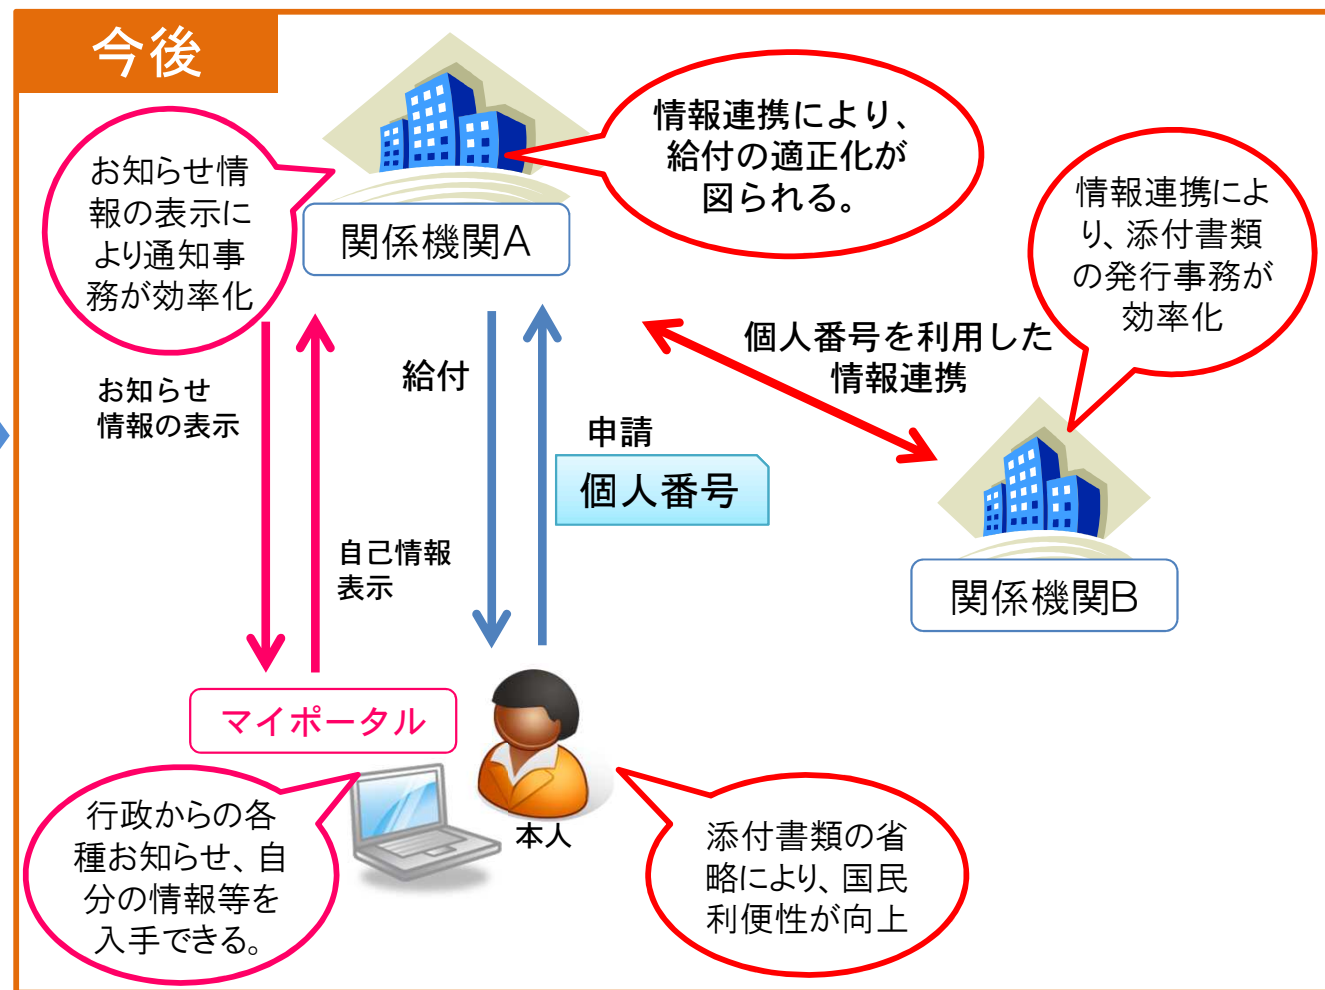 今後
お知らせ情
報の表示に
より通知事
務が効率化
関係機関A
情報連携により、
給付の適正化が
図られる。
情報連携によ
り、添付書類
の発行事務が
効率化
個人番号を利用した
情報連携
お知らせ
情報の表示
給付
申請
個人番号
自己情報
表示
関係機関B
マイポータル
本人
行政からの各
種お知らせ、自
分の情報等を
入手できる。
添付書類の省
略により、国民
利便性が向上